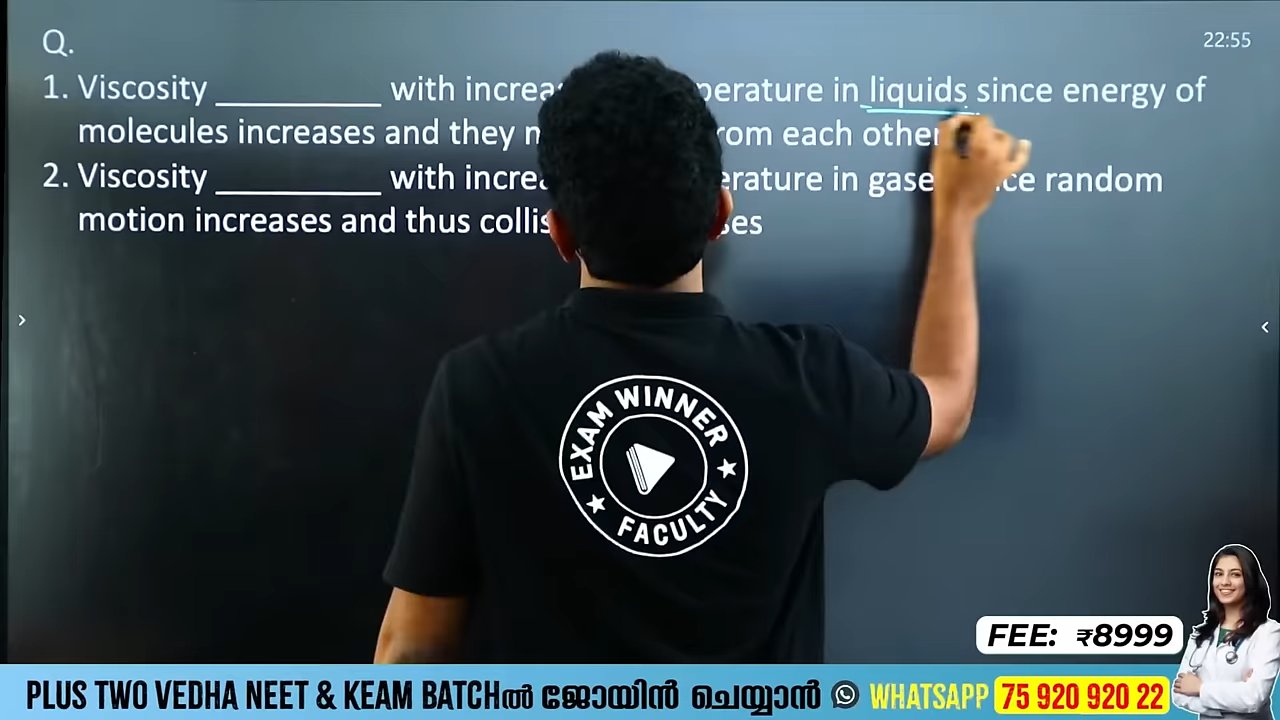 Q.
22:55
1. Viscosity __________ with increa perature in liquids since energy of
molecules increases and they rom each other
2. Viscosity __________ with increa erature in gase ce random
motion increases and thus collis ses
EXAM WINNER
FACULTY
FEE: ₹8999
PLUS TWO VEDHA NEET & KEAM BATCHൽ ജോയിൻ ചെയ്യാൻ WHATSAPP 75 920 920 22